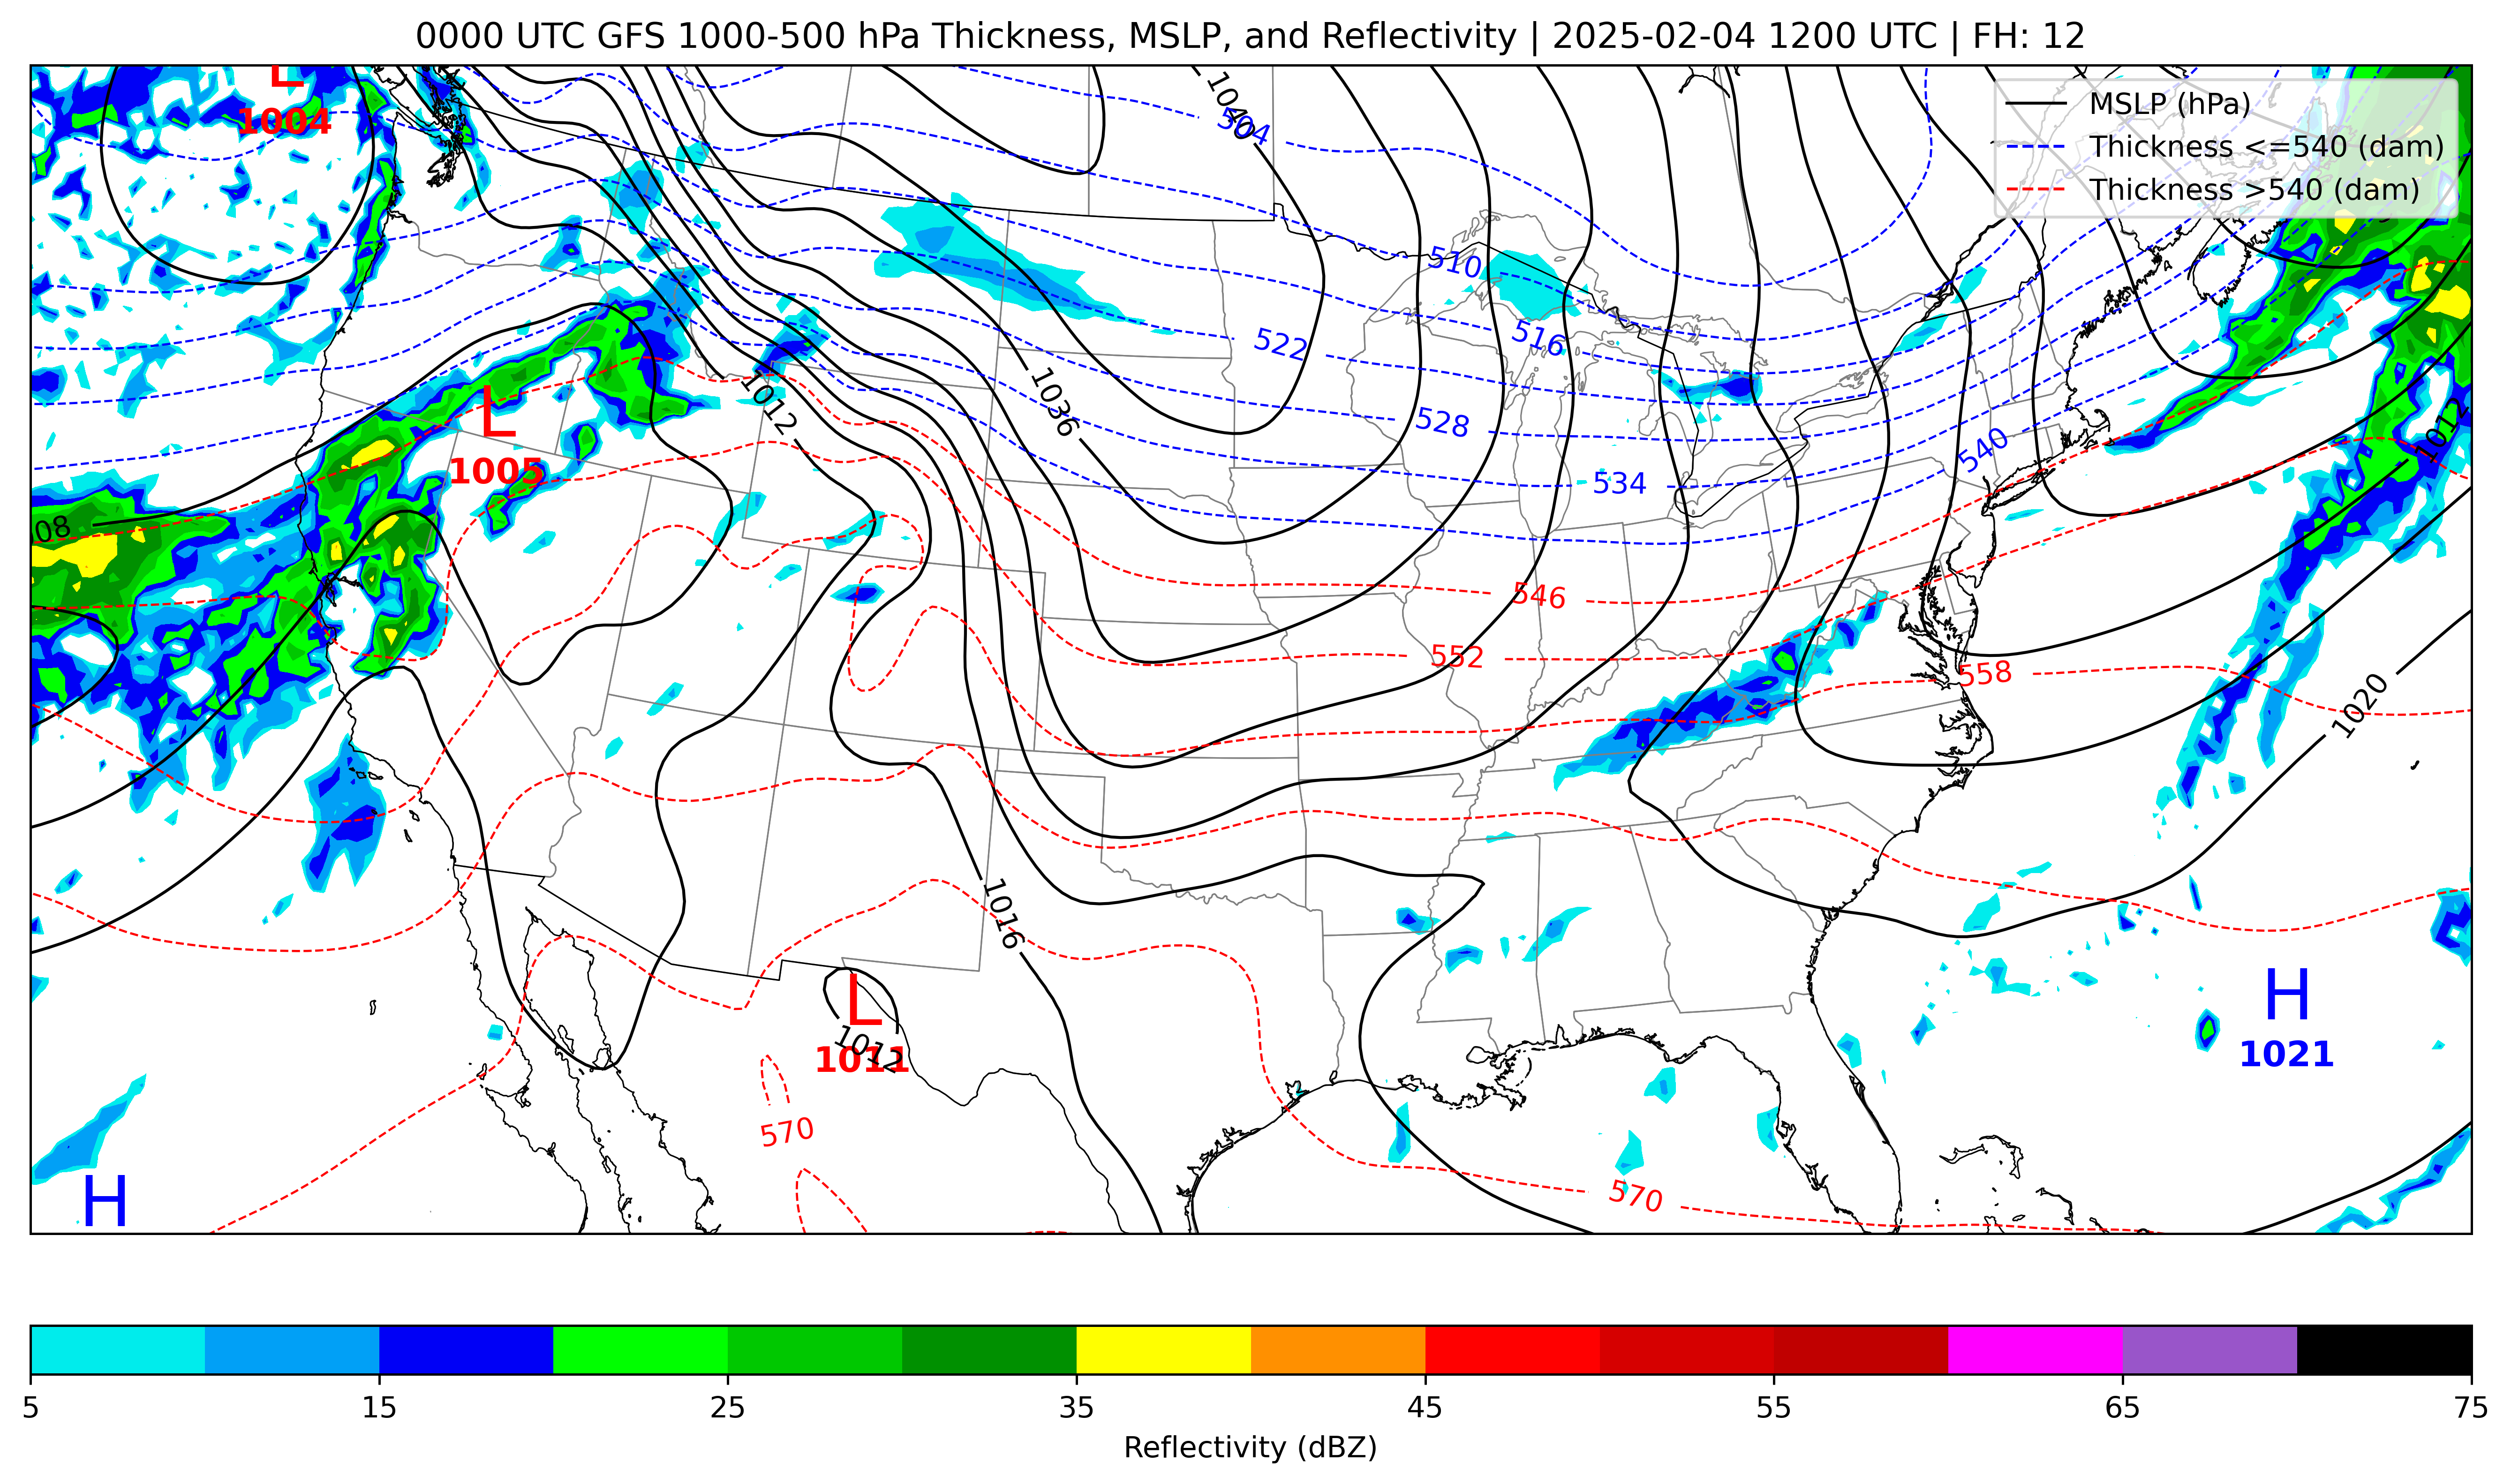 0000 UTC GFS 1000-500 hPa Thickness, MSLP, and Reflectivity | 2025-02-04 1200 UTC | FH: 12
MSLP (hPa)
Thickness <=540 (dam)
Thickness >540 (dam)
L
1004
1040
504
510
516
522
528
534
540
1036
1012
L
1005
08
1012
546
552
558
1020
1016
L
1012
1011
H
1021
570
570
H
5 15 25 35 45 55 65 75
Reflectivity (dBZ)